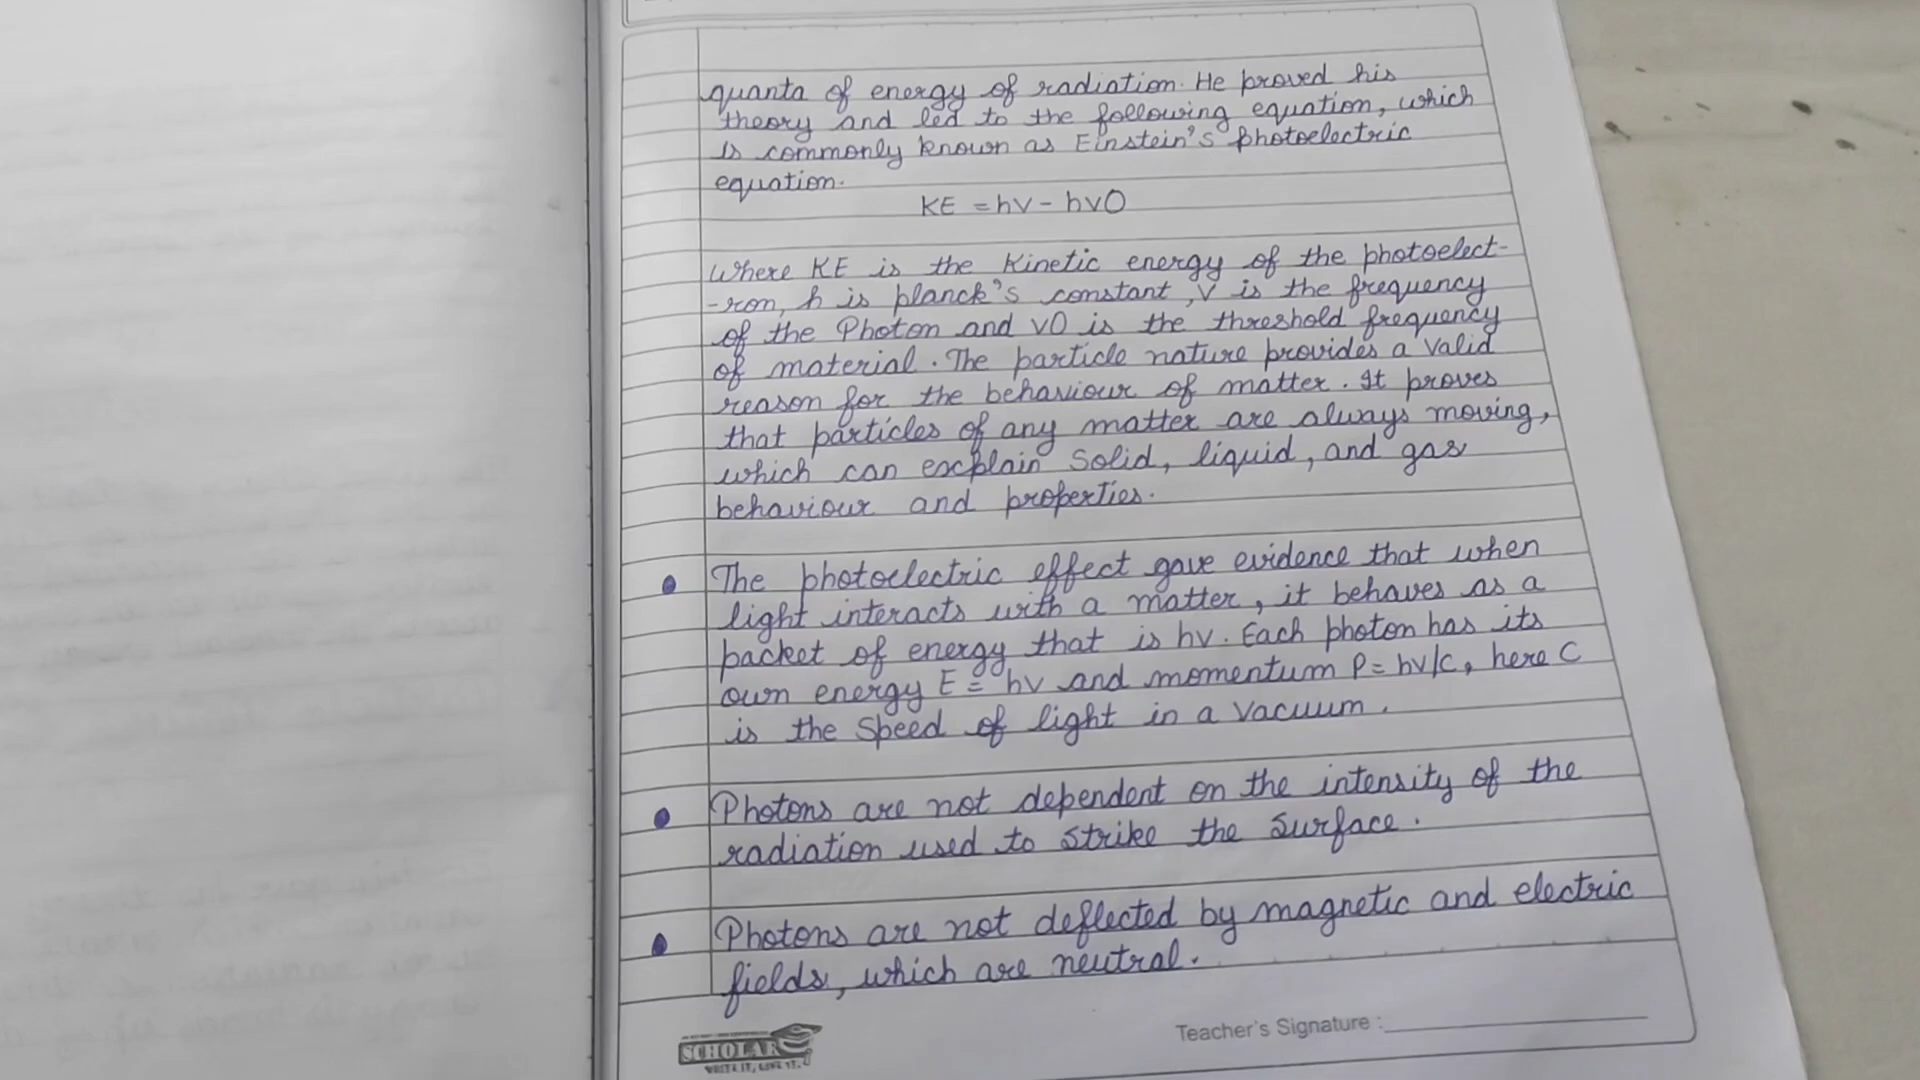 quanta of energy of radiation. He proved his
theory and led to the following equation, which
is commonly known as Einstein's photoelectric
equation.
KE = hv - hvO
Where KE is the Kinetic energy of the photoelect-
-ron, h is planck's constant, v is the frequency
of the Photon and vO is the threshold frequency
of material. The particle nature provides a valid
reason for the behaviour of matter. It proves
that particles of any matter are always moving,
which can explain Solid, liquid, and gas
behaviour and properties.
The photoelectric effect gave evidence that when
light interacts with a matter, it behaves as a
packet of energy that is hv. Each photon has its
own energy E = hv and momentum P = hv/c, here C
is the Speed of light in a vacuum.
Photons are not dependent on the intensity of the
radiation used to strike the surface.
Photons are not deflected by magnetic and electric
fields, which are neutral.
Teacher's Signature :
SCHOLAR
WRITE IT, LOVE IT.